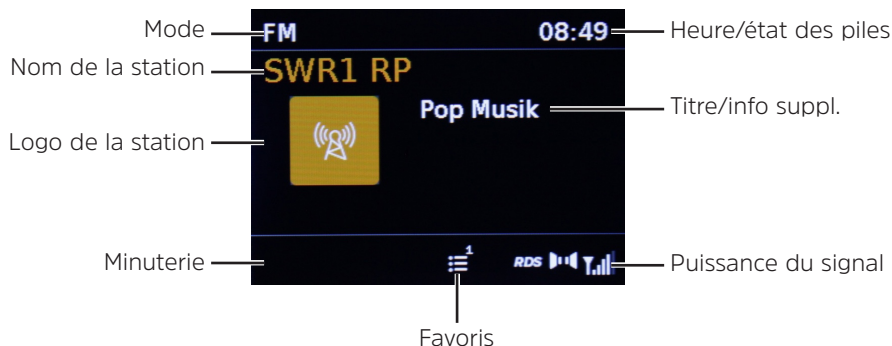 Mode
FM
08:49
Heure/état des piles
Nom de la station
SWR1 RP
Pop Musik
Titre/info suppl.
Logo de la station
Minuterie
1
RDS
Puissance du signal
Favoris